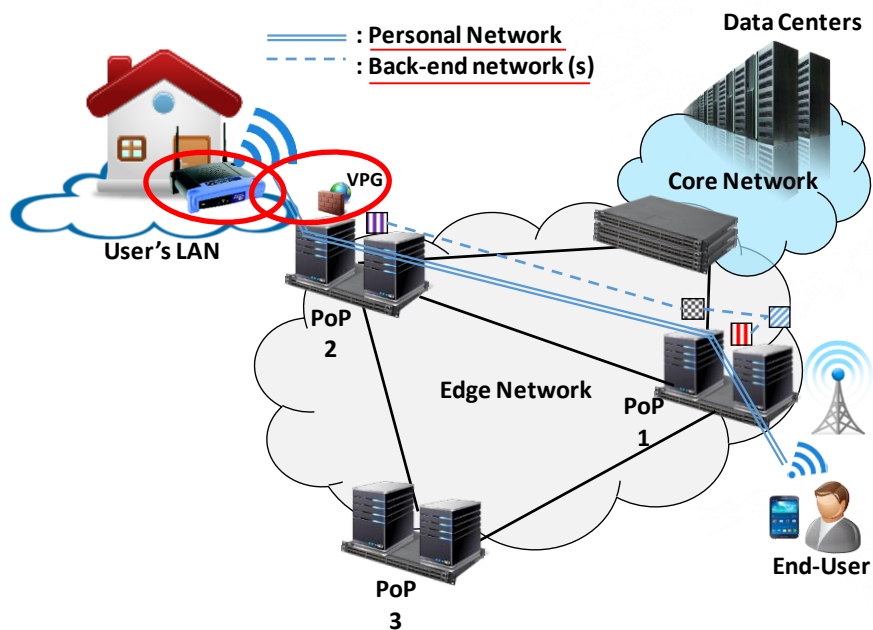 Data Centers
: Personal Network
: Back-end network (s)
VPG
Core Network
User's LAN
PoP
2
Edge Network
PoP
1
End-User
PoP
3